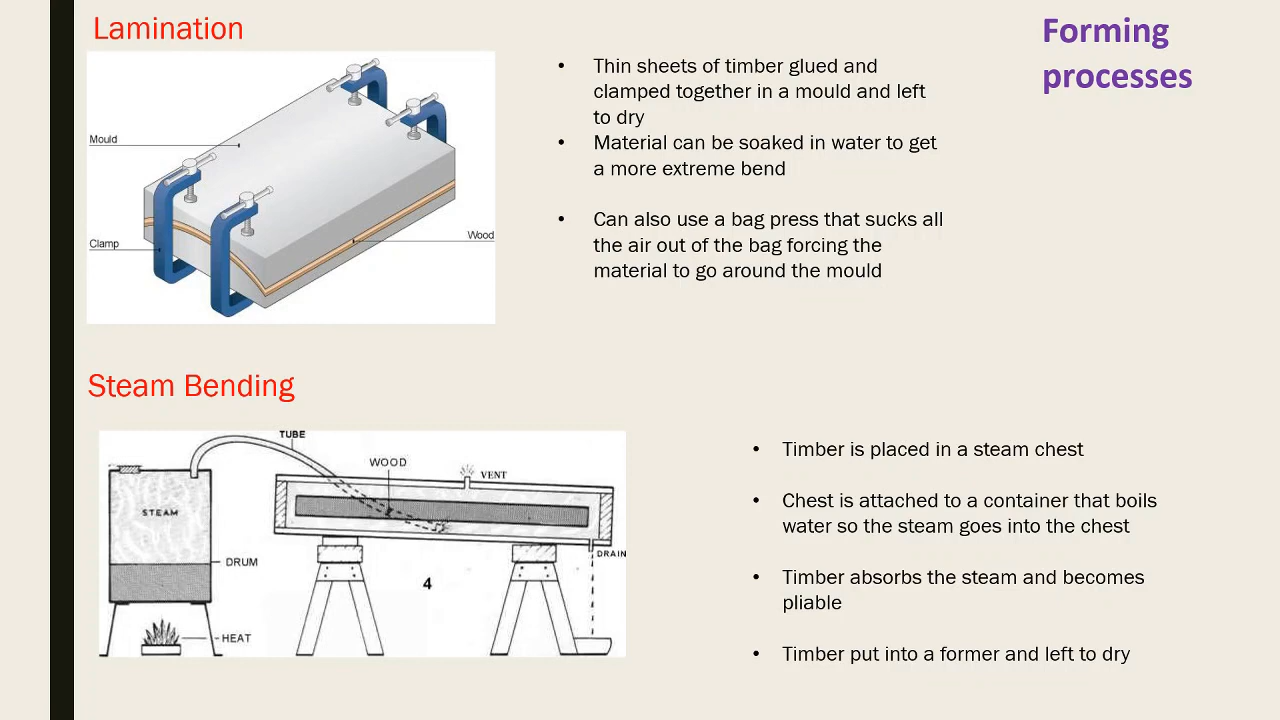 Lamination
Forming
processes
Mould
Clamp
Wood
• Thin sheets of timber glued and
clamped together in a mould and left
to dry
• Material can be soaked in water to get
a more extreme bend
• Can also use a bag press that sucks all
the air out of the bag forcing the
material to go around the mould
Steam Bending
TUBE
WOOD
VENT
STEAM
DRUM
DRAIN
4
HEAT
• Timber is placed in a steam chest
• Chest is attached to a container that boils
water so the steam goes into the chest
• Timber absorbs the steam and becomes
pliable
• Timber put into a former and left to dry